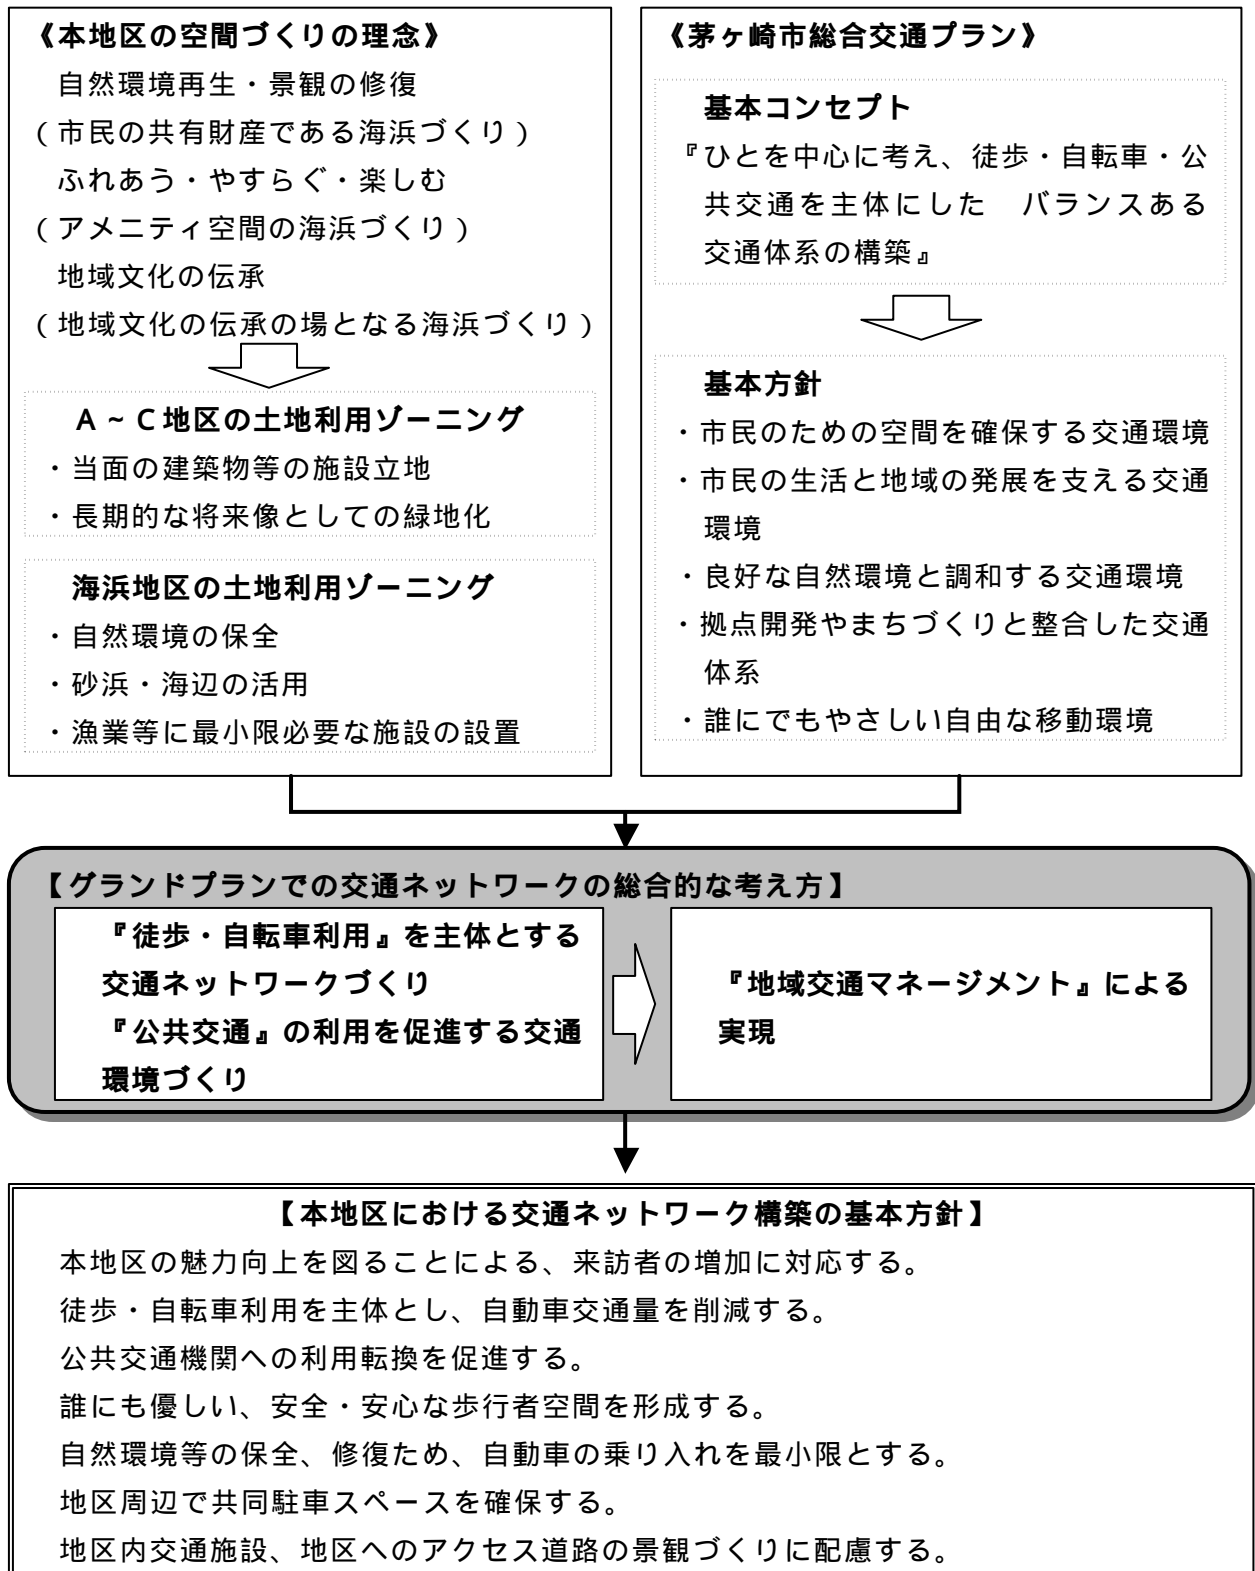 《本地区の空間づくりの理念》
自然環境再生・景観の修復
(市民の共有財産である海浜づくり)
ふれあう・やすらぐ・楽しむ
(アメニティ空間の海浜づくり)
地域文化の伝承
(地域文化の伝承の場となる海浜づくり)
A~C地区の土地利用ゾーニング
・当面の建築物等の施設立地
・長期的な将来像としての緑地化
海浜地区の土地利用ゾーニング
・自然環境の保全
・砂浜・海辺の活用
・漁業等に最小限必要な施設の設置
《茅ヶ崎市総合交通プラン》
基本コンセプト
『ひとを中心に考え、徒歩・自転車・公
共交通を主体にした バランスある
交通体系の構築』
基本方針
・市民のための空間を確保する交通環境
・市民の生活と地域の発展を支える交通
環境
・良好な自然環境と調和する交通環境
・拠点開発やまちづくりと整合した交通
体系
・誰にでもやさしい自由な移動環境
【グランドプランでの交通ネットワークの総合的な考え方】
『徒歩・自転車利用』を主体とする
交通ネットワークづくり
『公共交通』の利用を促進する交通
環境づくり
『地域交通マネージメント』による
実現
【本地区における交通ネットワーク構築の基本方針】
本地区の魅力向上を図ることによる、来訪者の増加に対応する。
徒歩・自転車利用を主体とし、自動車交通量を削減する。
公共交通機関への利用転換を促進する。
誰にも優しい、安全・安心な歩行者空間を形成する。
自然環境等の保全、修復ため、自動車の乗り入れを最小限とする。
地区周辺で共同駐車スペースを確保する。
地区内交通施設、地区へのアクセス道路の景観づくりに配慮する。